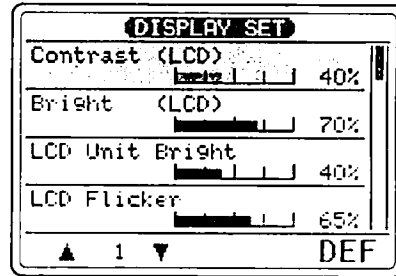 DISPLAY SET
Contrast (LCD)
40%
Bright (LCD)
70%
LCD Unit Bright
40%
LCD Flicker
65%
▲ 1 ▼ DEF